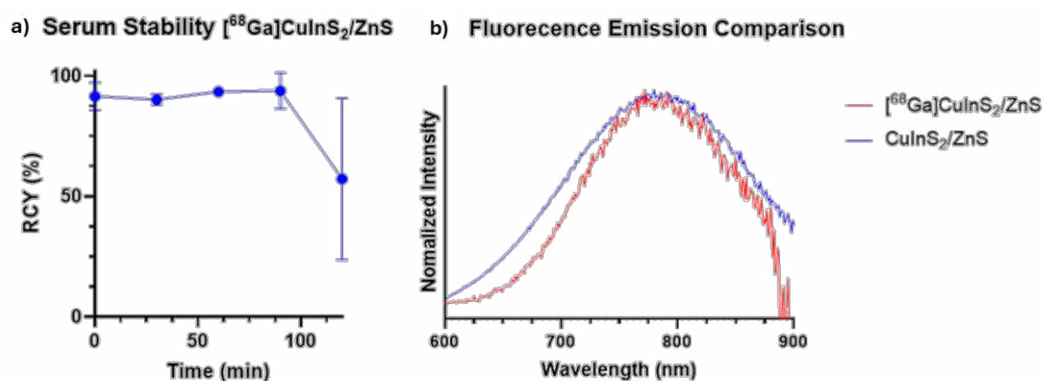 a) Serum Stability [⁶⁸Ga]CuInS₂/ZnS
100
50
0
RCY (%)
0 50 100
Time (min)
b) Fluorecence Emission Comparison
Nomalized Intensity
600 700 800 900
Wavelength (nm)
[⁶⁸Ga]CuInS₂/ZnS
CuInS₂/ZnS